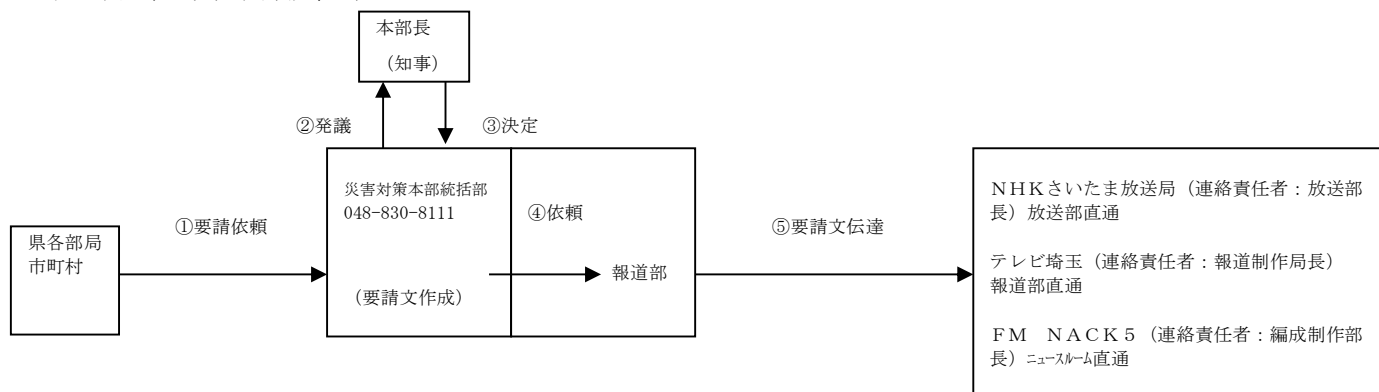 本部長
（知事）
②発議
③決定
災害対策本部統括部
048-830-8111
④依頼
①要請依頼
⑤要請文伝達
県各部局
市町村
報道部
（要請文作成）
ＮＨＫさいたま放送局（連絡責任者：放送部
長）放送部直通
テレビ埼玉（連絡責任者：報道制作局長）
報道部直通
ＦＭ　ＮＡＣＫ５（連絡責任者：編成制作部
長）ﾆｭｰｽﾙｰﾑ直通